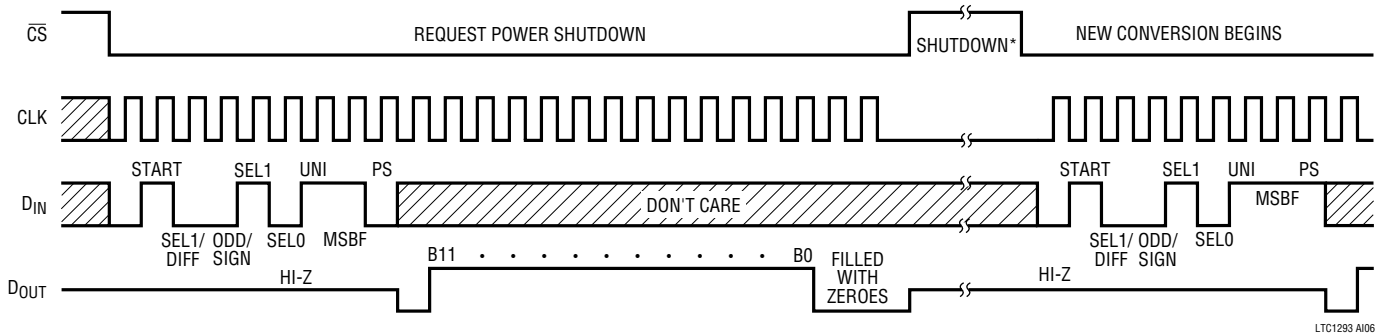 CS
REQUEST POWER SHUTDOWN
SHUTDOWN*
NEW CONVERSION BEGINS
CLK
START SEL1 UNI PS
START SEL1 UNI PS
DIN
DON'T CARE
MSBF
SEL1/
DIFF
ODD/
SIGN
SEL0
MSBF
SEL1/
DIFF
ODD/
SIGN
SEL0
B11 · · · · · · · · · · B0
FILLED
WITH
ZEROES
DOUT
HI-Z
HI-Z
LTC1293 AI06